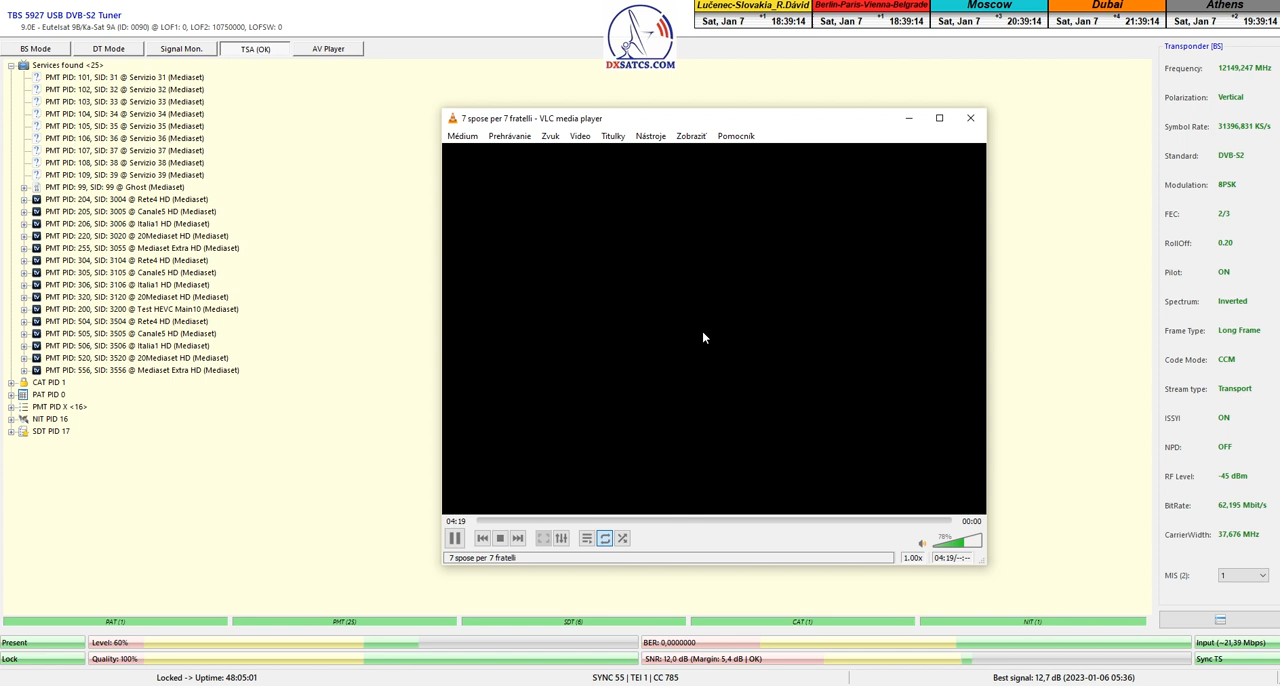 TBS 5927 USB DVB-S2 Tuner
9.0E - Eutelsat 9B/Ka-Sat 9A (ID: 0090) @ LOF1: 0, LOF2: 10750000, LOFSW: 0
DXSATCS.COM
Lučenec-Slovakia_R.Dávid
Sat, Jan 7 +1 18:39:14
Berlin-Paris-Vienna-Belgrade
Sat, Jan 7 +1 18:39:14
Moscow
Sat, Jan 7 +3 20:39:14
Dubai
Sat, Jan 7 +4 21:39:14
Athens
Sat, Jan 7 +2 19:39:14
BS Mode
DT Mode
Signal Mon.
TSA (OK)
AV Player
Services found <25>
PMT PID: 101, SID: 31 @ Servizio 31 (Mediaset)
PMT PID: 102, SID: 32 @ Servizio 32 (Mediaset)
PMT PID: 103, SID: 33 @ Servizio 33 (Mediaset)
PMT PID: 104, SID: 34 @ Servizio 34 (Mediaset)
PMT PID: 105, SID: 35 @ Servizio 35 (Mediaset)
PMT PID: 106, SID: 36 @ Servizio 36 (Mediaset)
PMT PID: 107, SID: 37 @ Servizio 37 (Mediaset)
PMT PID: 108, SID: 38 @ Servizio 38 (Mediaset)
PMT PID: 109, SID: 39 @ Servizio 39 (Mediaset)
PMT PID: 99, SID: 99 @ Ghost (Mediaset)
PMT PID: 204, SID: 3004 @ Rete4 HD (Mediaset)
PMT PID: 205, SID: 3005 @ Canale5 HD (Mediaset)
PMT PID: 206, SID: 3006 @ Italia1 HD (Mediaset)
PMT PID: 220, SID: 3020 @ 20Mediaset HD (Mediaset)
PMT PID: 255, SID: 3055 @ Mediaset Extra HD (Mediaset)
PMT PID: 304, SID: 3104 @ Rete4 HD (Mediaset)
PMT PID: 305, SID: 3105 @ Canale5 HD (Mediaset)
PMT PID: 306, SID: 3106 @ Italia1 HD (Mediaset)
PMT PID: 320, SID: 3120 @ 20Mediaset HD (Mediaset)
PMT PID: 200, SID: 3200 @ Test HEVC Main10 (Mediaset)
PMT PID: 504, SID: 3504 @ Rete4 HD (Mediaset)
PMT PID: 505, SID: 3505 @ Canale5 HD (Mediaset)
PMT PID: 506, SID: 3506 @ Italia1 HD (Mediaset)
PMT PID: 520, SID: 3520 @ 20Mediaset HD (Mediaset)
PMT PID: 556, SID: 3556 @ Mediaset Extra HD (Mediaset)
CAT PID 1
PAT PID 0
PMT PID X <16>
NIT PID 16
SDT PID 17
7 spose per 7 fratelli - VLC media player
Médium Prehrávanie Zvuk Video Titulky Nástroje Zobraziť Pomocník
04:19
00:00
78%
7 spose per 7 fratelli
1.00x
04:19/--:--
Transponder [BS]
Frequency: 12149,247 MHz
Polarization: Vertical
Symbol Rate: 31396,831 KS/s
Standard: DVB-S2
Modulation: 8PSK
FEC: 2/3
RollOff: 0.20
Pilot: ON
Spectrum: Inverted
Frame Type: Long Frame
Code Mode: CCM
Stream type: Transport
ISSYI ON
NPD: OFF
RF Level: -45 dBm
BitRate: 62,195 Mbit/s
CarrierWidth: 37,676 MHz
MIS (2): 1
PAT (1)
PMT (25)
SDT (6)
CAT (1)
NIT (1)
Present
Level: 60%
BER: 0,0000000
Input (~21,39 Mbps)
Lock
Quality: 100%
SNR: 12,0 dB (Margin: 5,4 dB | OK)
Sync TS
Locked -> Uptime: 48:05:01
SYNC 55 | TEI 1 | CC 785
Best signal: 12,7 dB (2023-01-06 05:36)